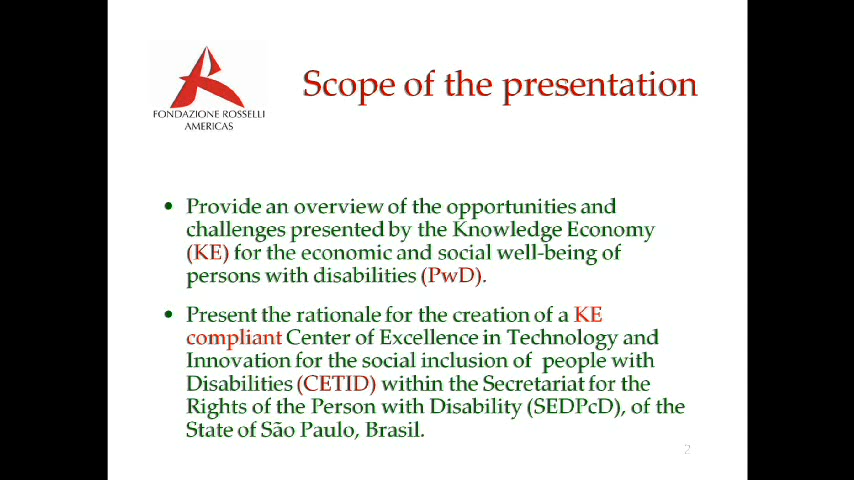 FONDAZIONE ROSSELLI
AMERICAS
Scope of the presentation
• Provide an overview of the opportunities and
challenges presented by the Knowledge Economy
(KE) for the economic and social well-being of
persons with disabilities (PwD).
• Present the rationale for the creation of a KE
compliant Center of Excellence in Technology and
Innovation for the social inclusion of people with
Disabilities (CETID) within the Secretariat for the
Rights of the Person with Disability (SEDPcD), of the
State of São Paulo, Brasil.
2